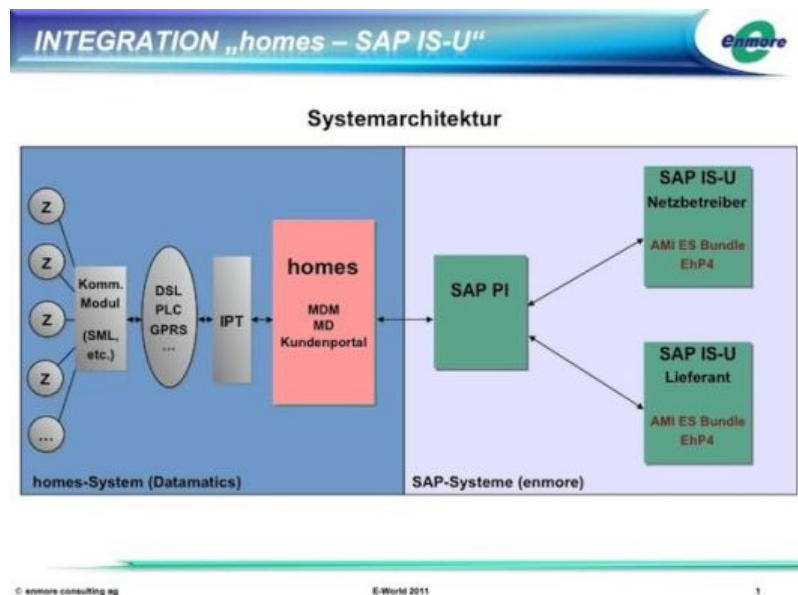 INTEGRATION „homes – SAP IS-U“
enmore
Systemarchitektur
Z
Z
Z
Z
...
Komm.
Modul
(SML,
etc.)
DSL
PLC
GPRS
...
IPT
homes
MDM
MD
Kundenportal
SAP PI
SAP IS-U
Netzbetreiber
AMI ES Bundle
EhP4
SAP IS-U
Lieferant
AMI ES Bundle
EhP4
homes-System (Datamatics)
SAP-Systeme (enmore)
© enmore consulting ag
E-World 2011
1